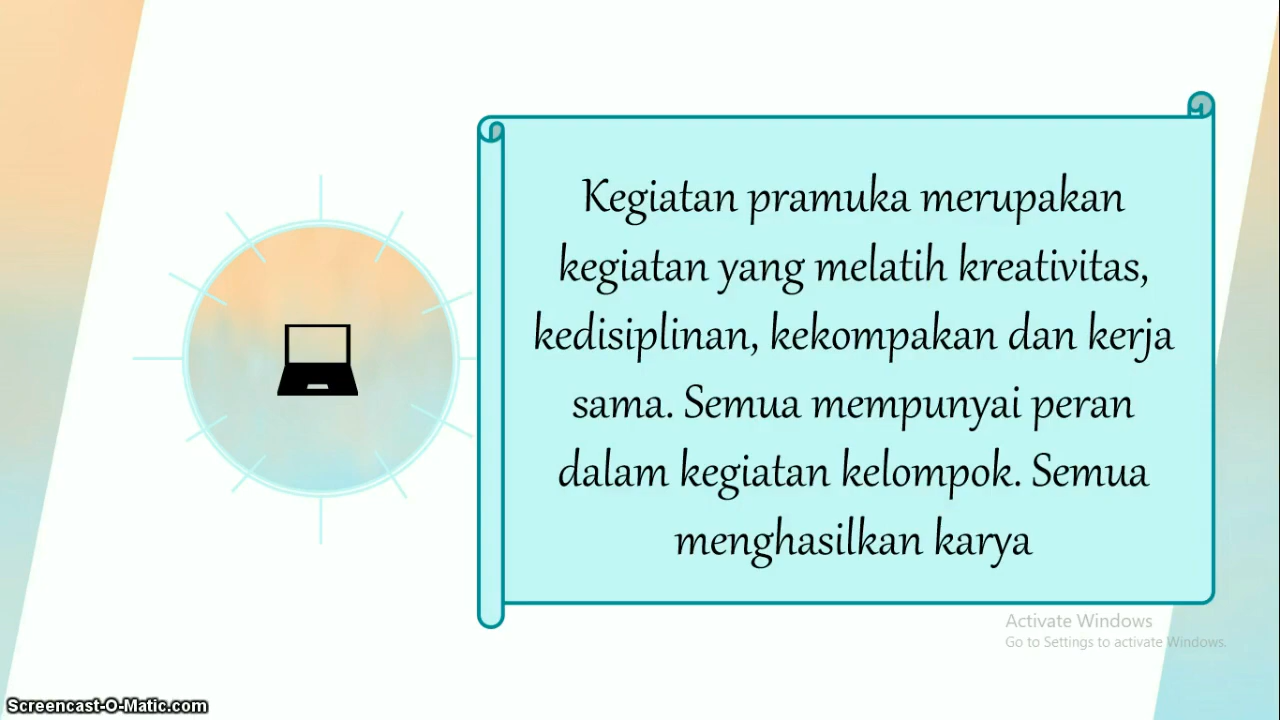 Kegiatan pramuka merupakan
kegiatan yang melatih kreativitas,
kedisiplinan, kekompakan dan kerja
sama. Semua mempunyai peran
dalam kegiatan kelompok. Semua
menghasilkan karya
Activate Windows
Go to Settings to activate Windows.
Screencast-O-Matic.com